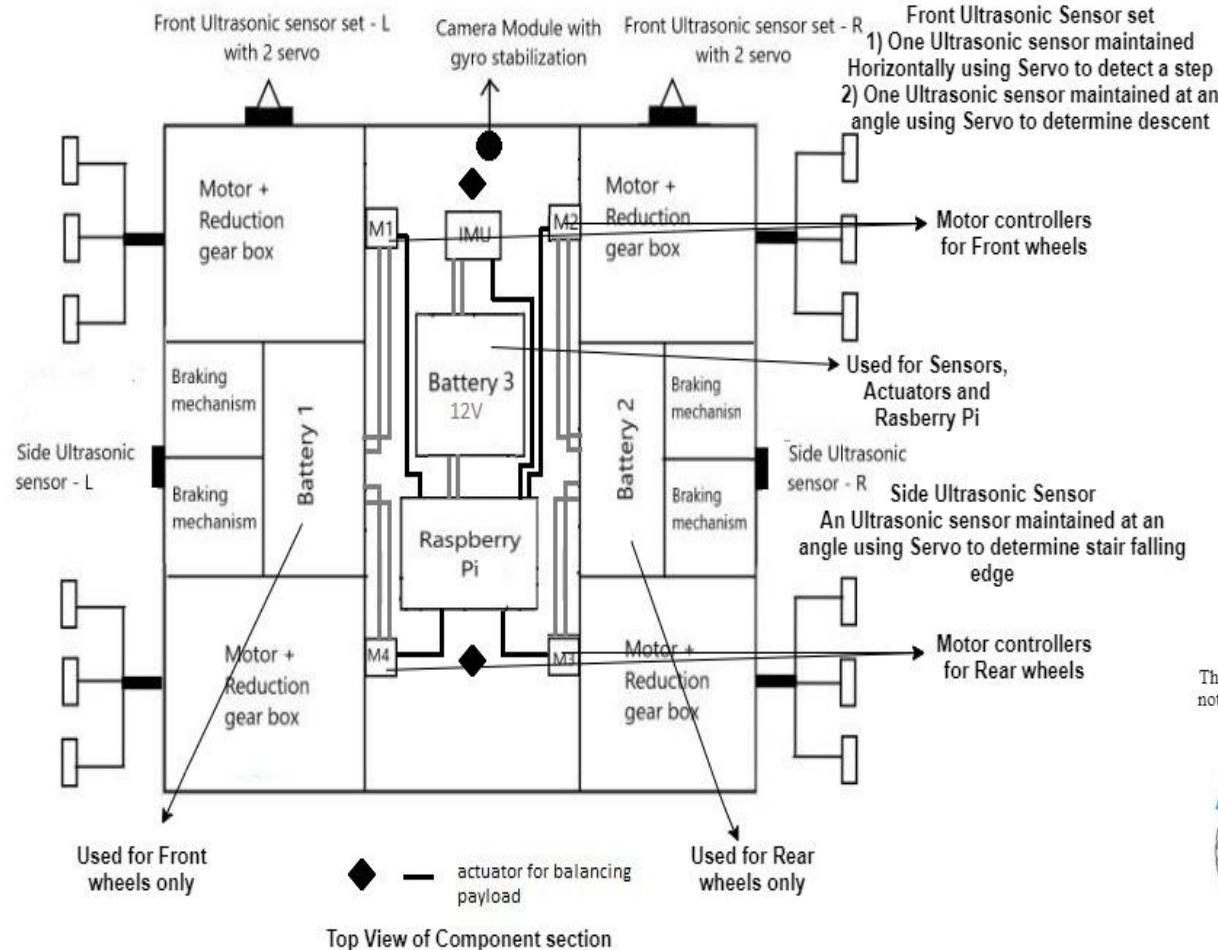 Front Ultrasonic sensor set - L
with 2 servo
Camera Module with
gyro stabilization
Front Ultrasonic sensor set - R
with 2 servo
Front Ultrasonic Sensor set
1) One Ultrasonic sensor maintained
Horizontally using Servo to detect a step
2) One Ultrasonic sensor maintained at an
angle using Servo to determine descent
Motor +
Reduction
gear box
M1
IMU
M2
Motor +
Reduction
gear box
Motor controllers
for Front wheels
Battery 3
12V
Used for Sensors,
Actuators and
Rasberry Pi
Braking
mechanism
Battery 1
Battery 2
Braking
mechanism
Side Ultrasonic
sensor - L
Braking
mechanism
Braking
mechanism
Side Ultrasonic
sensor - R
Side Ultrasonic Sensor
An Ultrasonic sensor maintained at an
angle using Servo to determine stair falling
edge
Raspberry
Pi
Motor +
Reduction
gear box
M4
M3
Motor +
Reduction
gear box
Motor controllers
for Rear wheels
Th
not
Used for Front
wheels only
actuator for balancing
payload
Used for Rear
wheels only
Top View of Component section